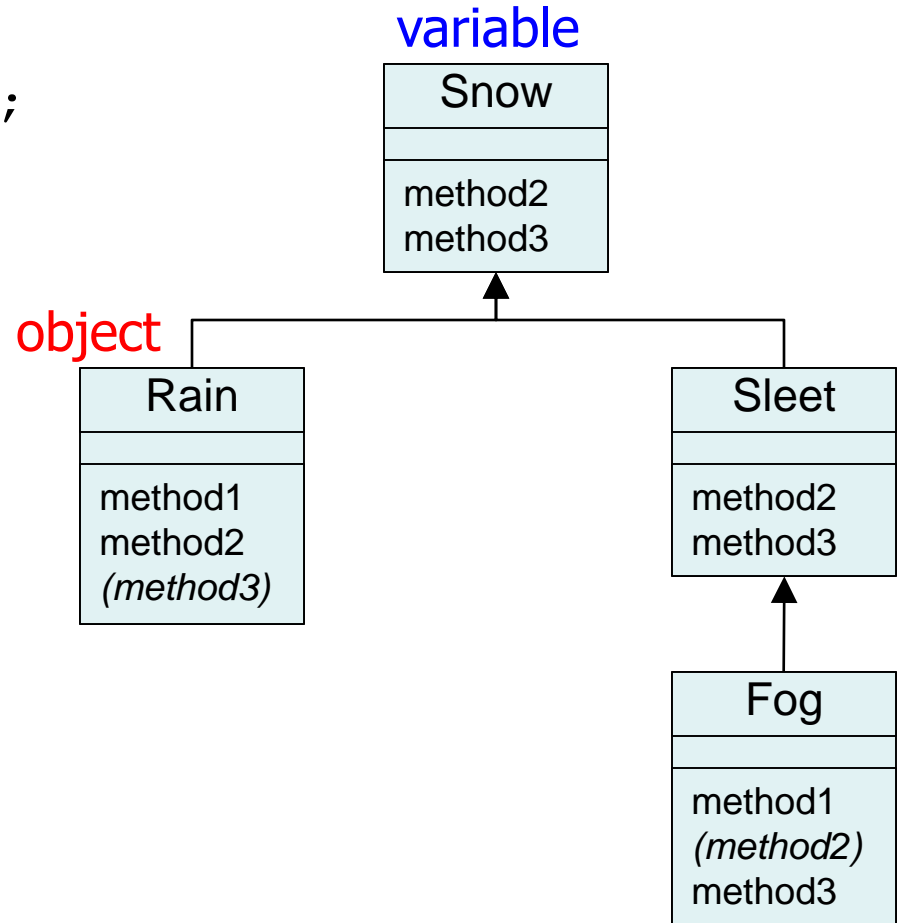 variable
;
Snow
method2
method3
object
Rain
method1
method2
(method3)
Sleet
method2
method3
Fog
method1
(method2)
method3